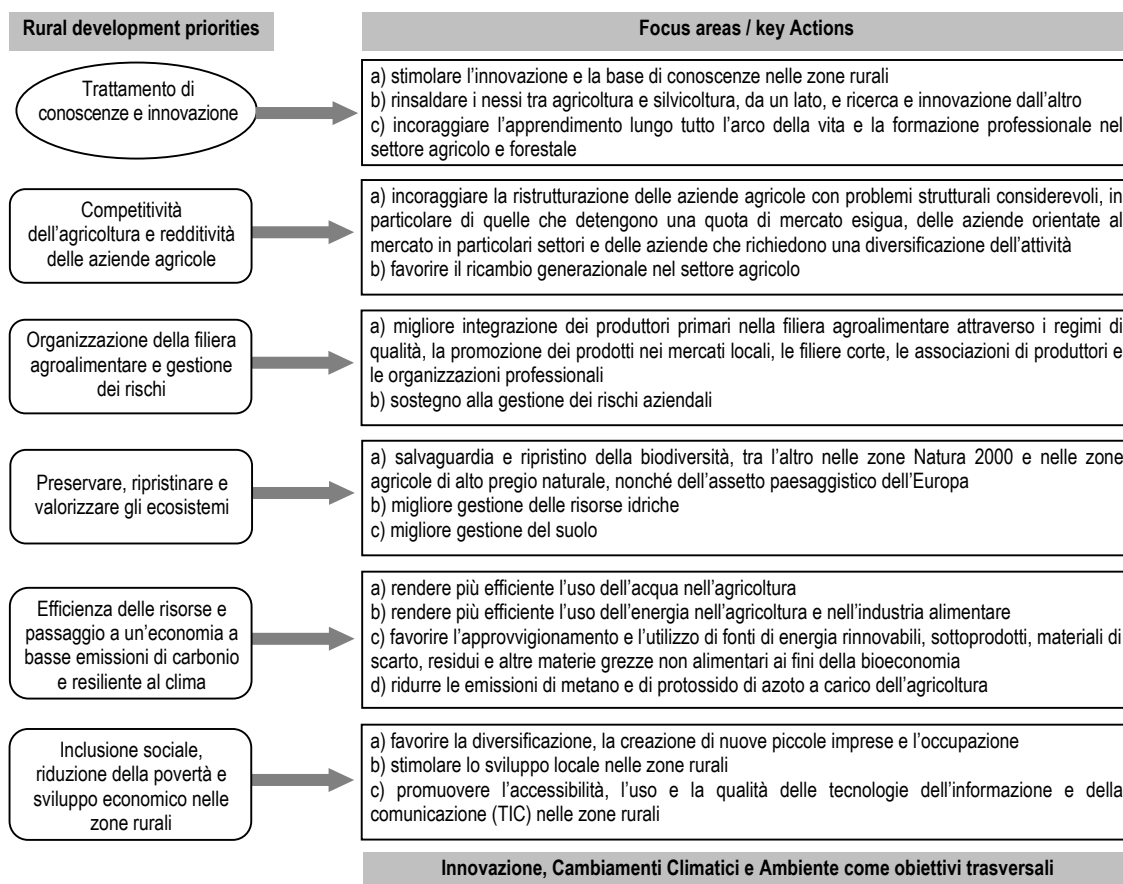 Rural development priorities
Focus areas / key Actions
Trattamento di
conoscenze e innovazione
a) stimolare l’innovazione e la base di conoscenze nelle zone rurali
b) rinsaldare i nessi tra agricoltura e silvicoltura, da un lato, e ricerca e innovazione dall’altro
c) incoraggiare l’apprendimento lungo tutto l’arco della vita e la formazione professionale nel
settore agricolo e forestale
Competitività
dell’agricoltura e redditività
delle aziende agricole
a) incoraggiare la ristrutturazione delle aziende agricole con problemi strutturali considerevoli, in
particolare di quelle che detengono una quota di mercato esigua, delle aziende orientate al
mercato in particolari settori e delle aziende che richiedono una diversificazione dell’attività
b) favorire il ricambio generazionale nel settore agricolo
Organizzazione della filiera
agroalimentare e gestione
dei rischi
a) migliore integrazione dei produttori primari nella filiera agroalimentare attraverso i regimi di
qualità, la promozione dei prodotti nei mercati locali, le filiere corte, le associazioni di produttori e
le organizzazioni professionali
b) sostegno alla gestione dei rischi aziendali
Preservare, ripristinare e
valorizzare gli ecosistemi
a) salvaguardia e ripristino della biodiversità, tra l’altro nelle zone Natura 2000 e nelle zone
agricole di alto pregio naturale, nonché dell’assetto paesaggistico dell’Europa
b) migliore gestione delle risorse idriche
c) migliore gestione del suolo
Efficienza delle risorse e
passaggio a un’economia a
basse emissioni di carbonio
e resiliente al clima
a) rendere più efficiente l’uso dell’acqua nell’agricoltura
b) rendere più efficiente l’uso dell’energia nell’agricoltura e nell’industria alimentare
c) favorire l’approvvigionamento e l’utilizzo di fonti di energia rinnovabili, sottoprodotti, materiali di
scarto, residui e altre materie grezze non alimentari ai fini della bioeconomia
d) ridurre le emissioni di metano e di protossido di azoto a carico dell’agricoltura
Inclusione sociale,
riduzione della povertà e
sviluppo economico nelle
zone rurali
a) favorire la diversificazione, la creazione di nuove piccole imprese e l’occupazione
b) stimolare lo sviluppo locale nelle zone rurali
c) promuovere l’accessibilità, l’uso e la qualità delle tecnologie dell’informazione e della
comunicazione (TIC) nelle zone rurali
Innovazione, Cambiamenti Climatici e Ambiente come obiettivi trasversali